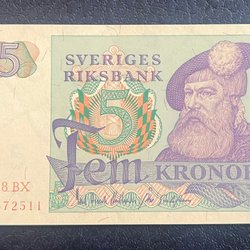 5
SVERIGES
RIKSBANK
5
Fem
KRONOR
8 BX
72511